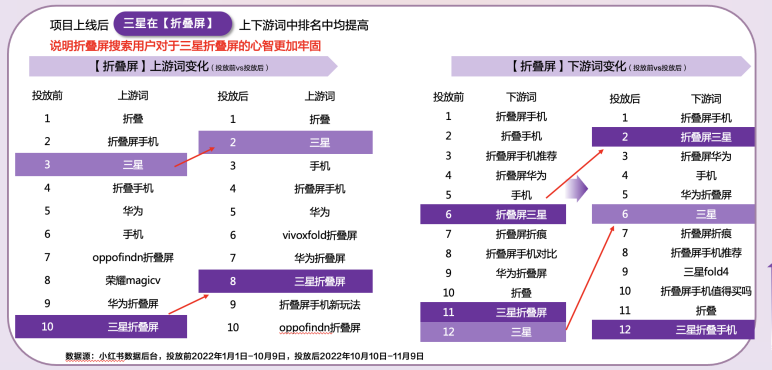 项目上线后 三星在【折叠屏】 上下游词中排名中均提高
说明折叠屏搜索用户对于三星折叠屏的心智更加牢固
【折叠屏】上游词变化（投放前vs投放后）
投放前 上游词 投放后 上游词
1 折叠 1 折叠
2 折叠屏手机 2 三星
3 三星 3 手机
4 折叠手机 4 折叠屏手机
5 华为 5 华为
6 手机 6 vivoxfold折叠屏
7 oppofindn折叠屏 7 华为折叠屏
8 荣耀magicv 8 三星折叠屏
9 华为折叠屏 9 折叠屏手机新玩法
10 三星折叠屏 10 oppofindn折叠屏
【折叠屏】下游词变化（投放前vs投放后）
投放前 下游词 投放后 下游词
1 折叠屏手机 1 折叠屏手机
2 折叠手机 2 折叠屏三星
3 折叠屏手机推荐 3 折叠屏华为
4 折叠屏华为 4 手机
5 手机 5 华为折叠屏
6 折叠屏三星 6 三星
7 折叠屏折痕 7 折叠屏折痕
8 折叠屏手机对比 8 折叠屏手机推荐
9 华为折叠屏 9 三星fold4
10 折叠 10 折叠屏手机值得买吗
11 三星折叠屏 11 折叠
12 三星 12 三星折叠手机
数据源：小红书数据后台，投放前2022年1月1日-10月9日，投放后2022年10月10日-11月9日